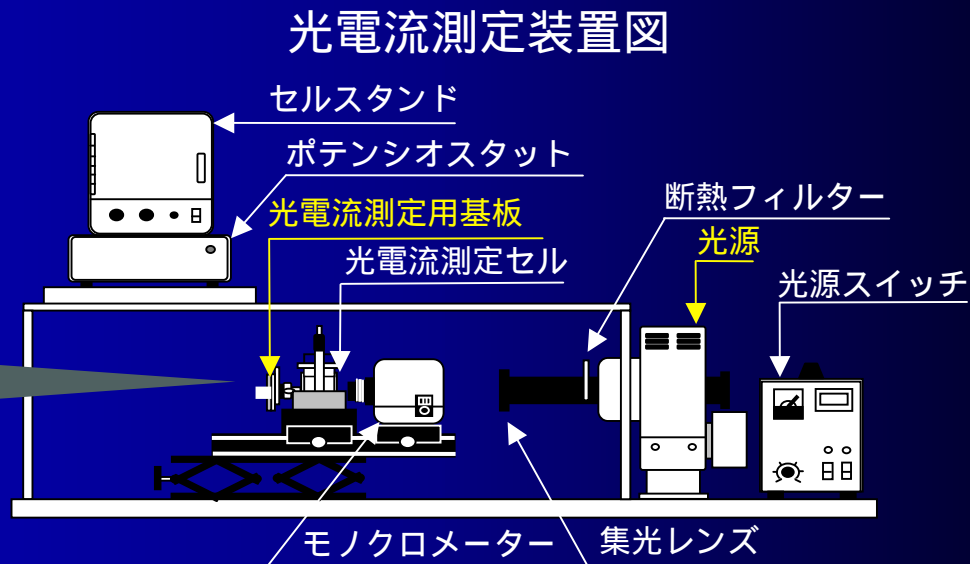 光電流測定装置図
セルスタンド
ポテンシオスタット
断熱フィルター
光電流測定用基板
光源
光電流測定セル
光源スイッチ
モノクロメーター
集光レンズ